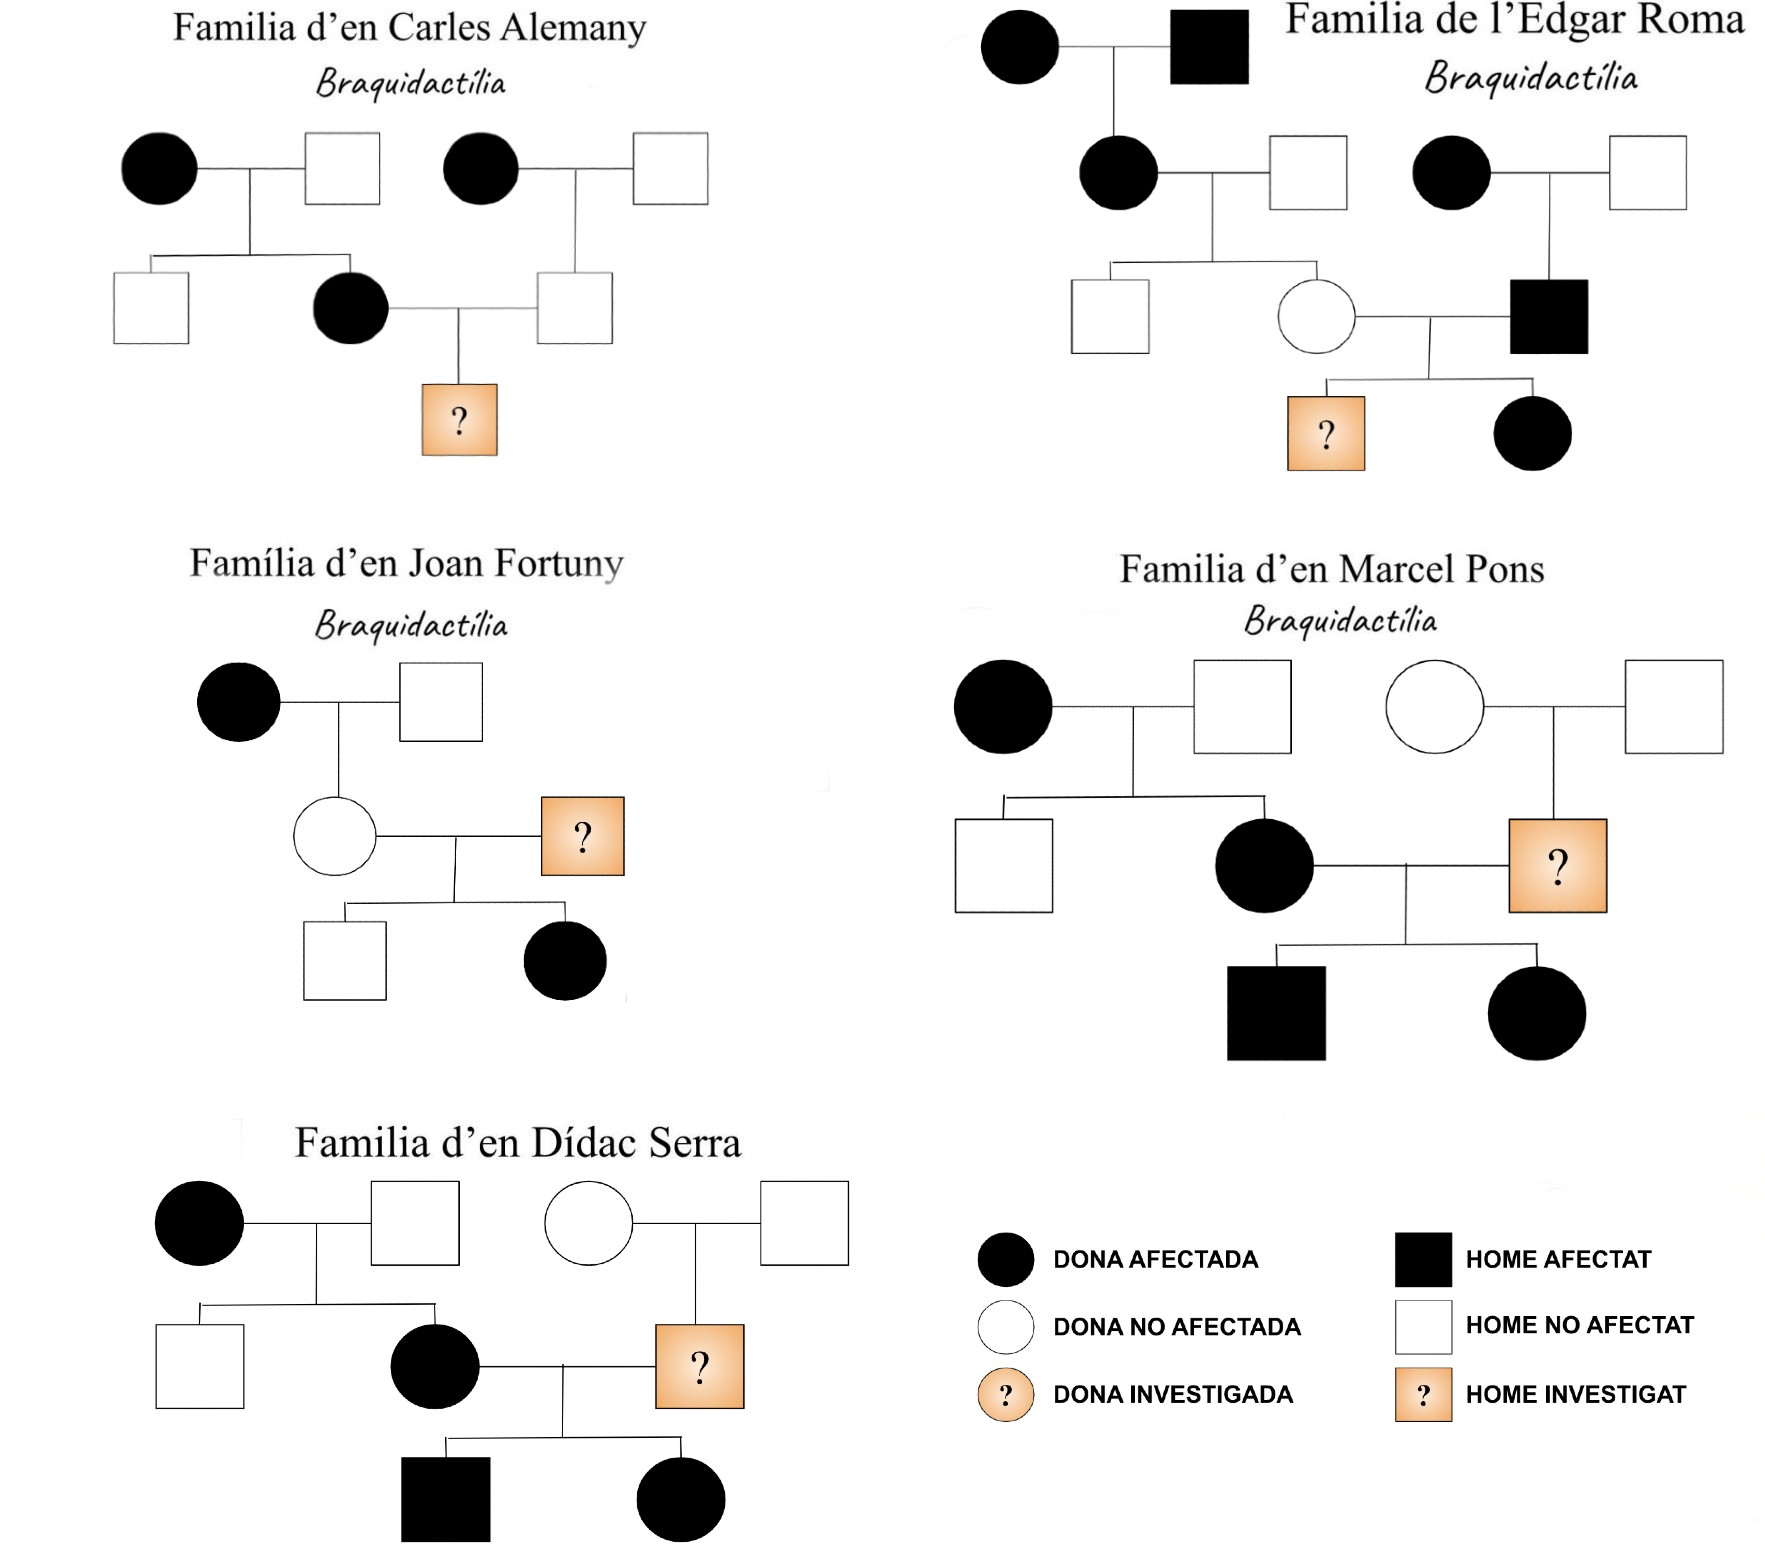 Familia d’en Carles Alemany
Braquidactília
?
Familia de l’Edgar Roma
Braquidactília
?
Família d’en Joan Fortuny
Braquidactília
?
Familia d’en Marcel Pons
Braquidactília
?
Familia d’en Dídac Serra
?
DONA AFECTADA
HOME AFECTAT
DONA NO AFECTADA
HOME NO AFECTAT
? DONA INVESTIGADA
? HOME INVESTIGAT